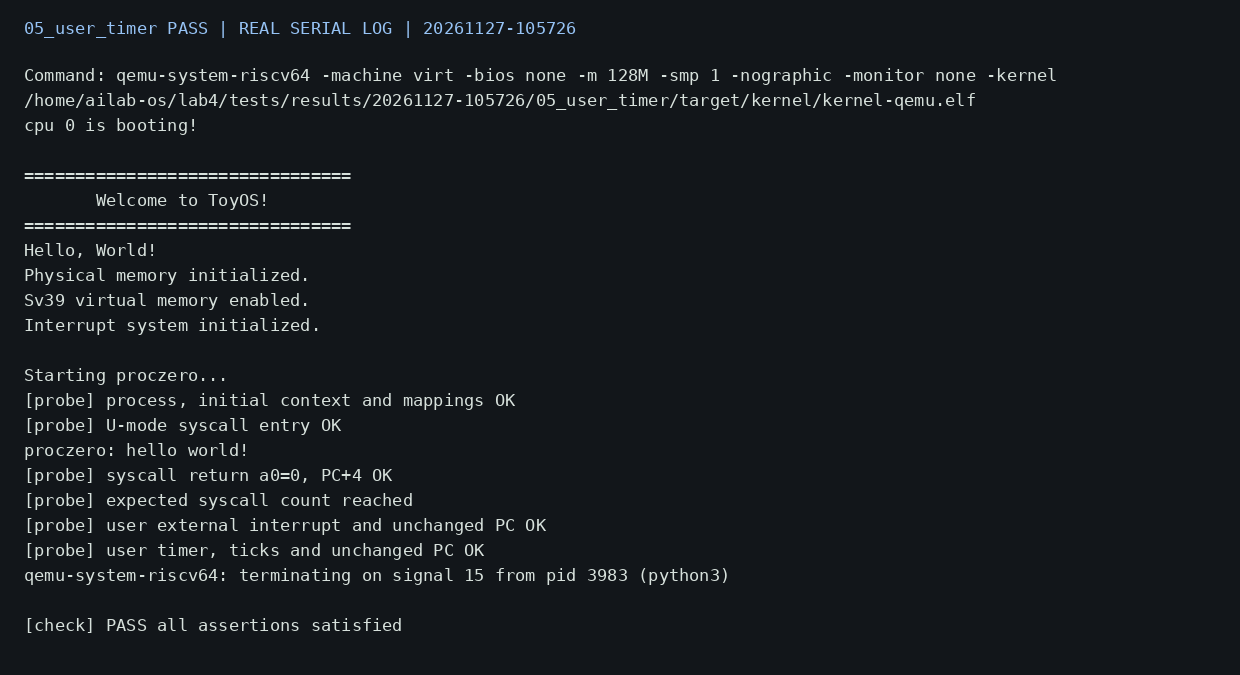 05_user_timer PASS | REAL SERIAL LOG | 20261127-105726
Command: qemu-system-riscv64 -machine virt -bios none -m 128M -smp 1 -nographic -monitor none -kernel
/home/ailab-os/lab4/tests/results/20261127-105726/05_user_timer/target/kernel/kernel-qemu.elf
cpu 0 is booting!
================================
       Welcome to ToyOS!
================================
Hello, World!
Physical memory initialized.
Sv39 virtual memory enabled.
Interrupt system initialized.
Starting proczero...
[probe] process, initial context and mappings OK
[probe] U-mode syscall entry OK
proczero: hello world!
[probe] syscall return a0=0, PC+4 OK
[probe] expected syscall count reached
[probe] user external interrupt and unchanged PC OK
[probe] user timer, ticks and unchanged PC OK
qemu-system-riscv64: terminating on signal 15 from pid 3983 (python3)
[check] PASS all assertions satisfied